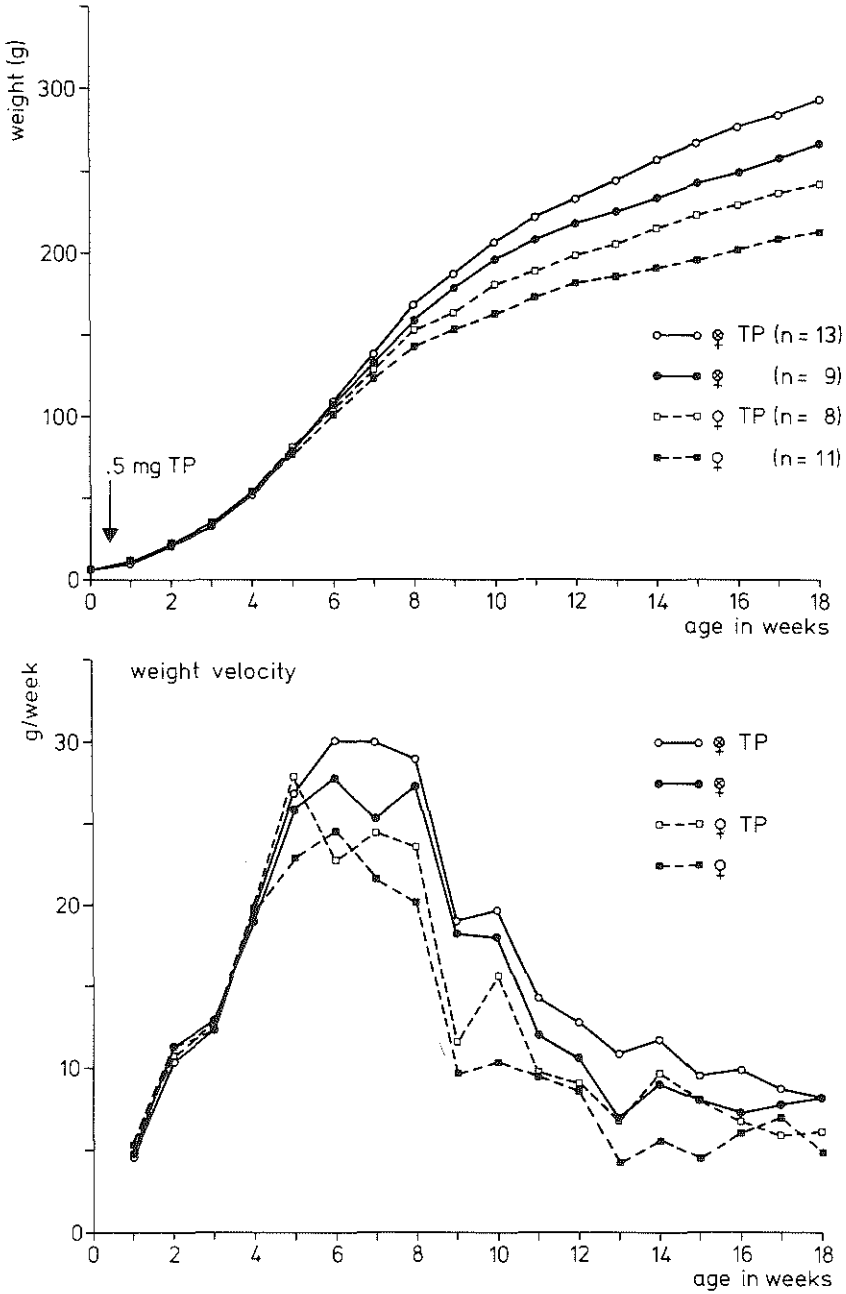 weight (g)
300
200
100
0
.5 mg TP
TP (n = 13)
(n = 9)
♀ TP (n = 8)
♀ (n = 11)
0 2 4 6 8 10 12 14 16 18
age in weeks
weight velocity
g/week
30
20
10
0
TP
♀ TP
♀
0 2 4 6 8 10 12 14 16 18
age in weeks